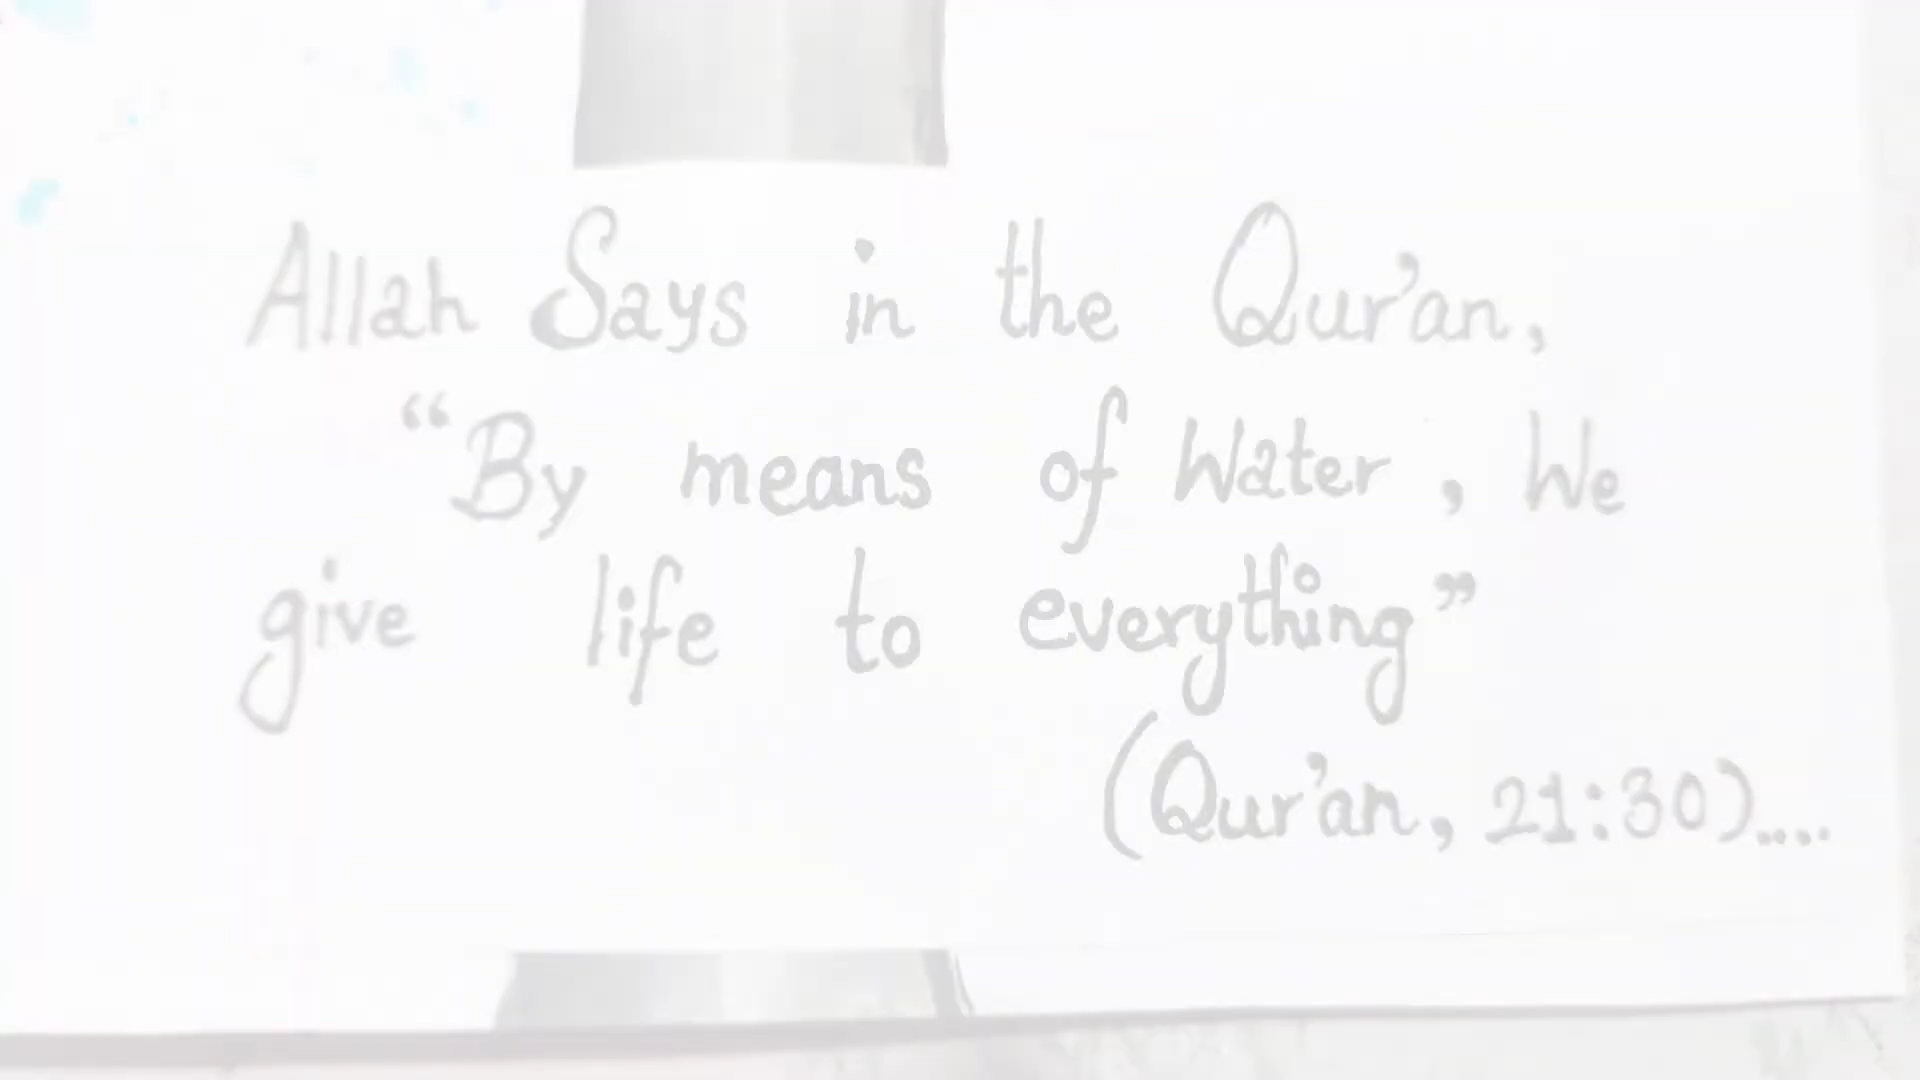 Allah Says in the Qur'an,
“By means of Water, We
give life to everything”
(Qur'an, 21:30)....